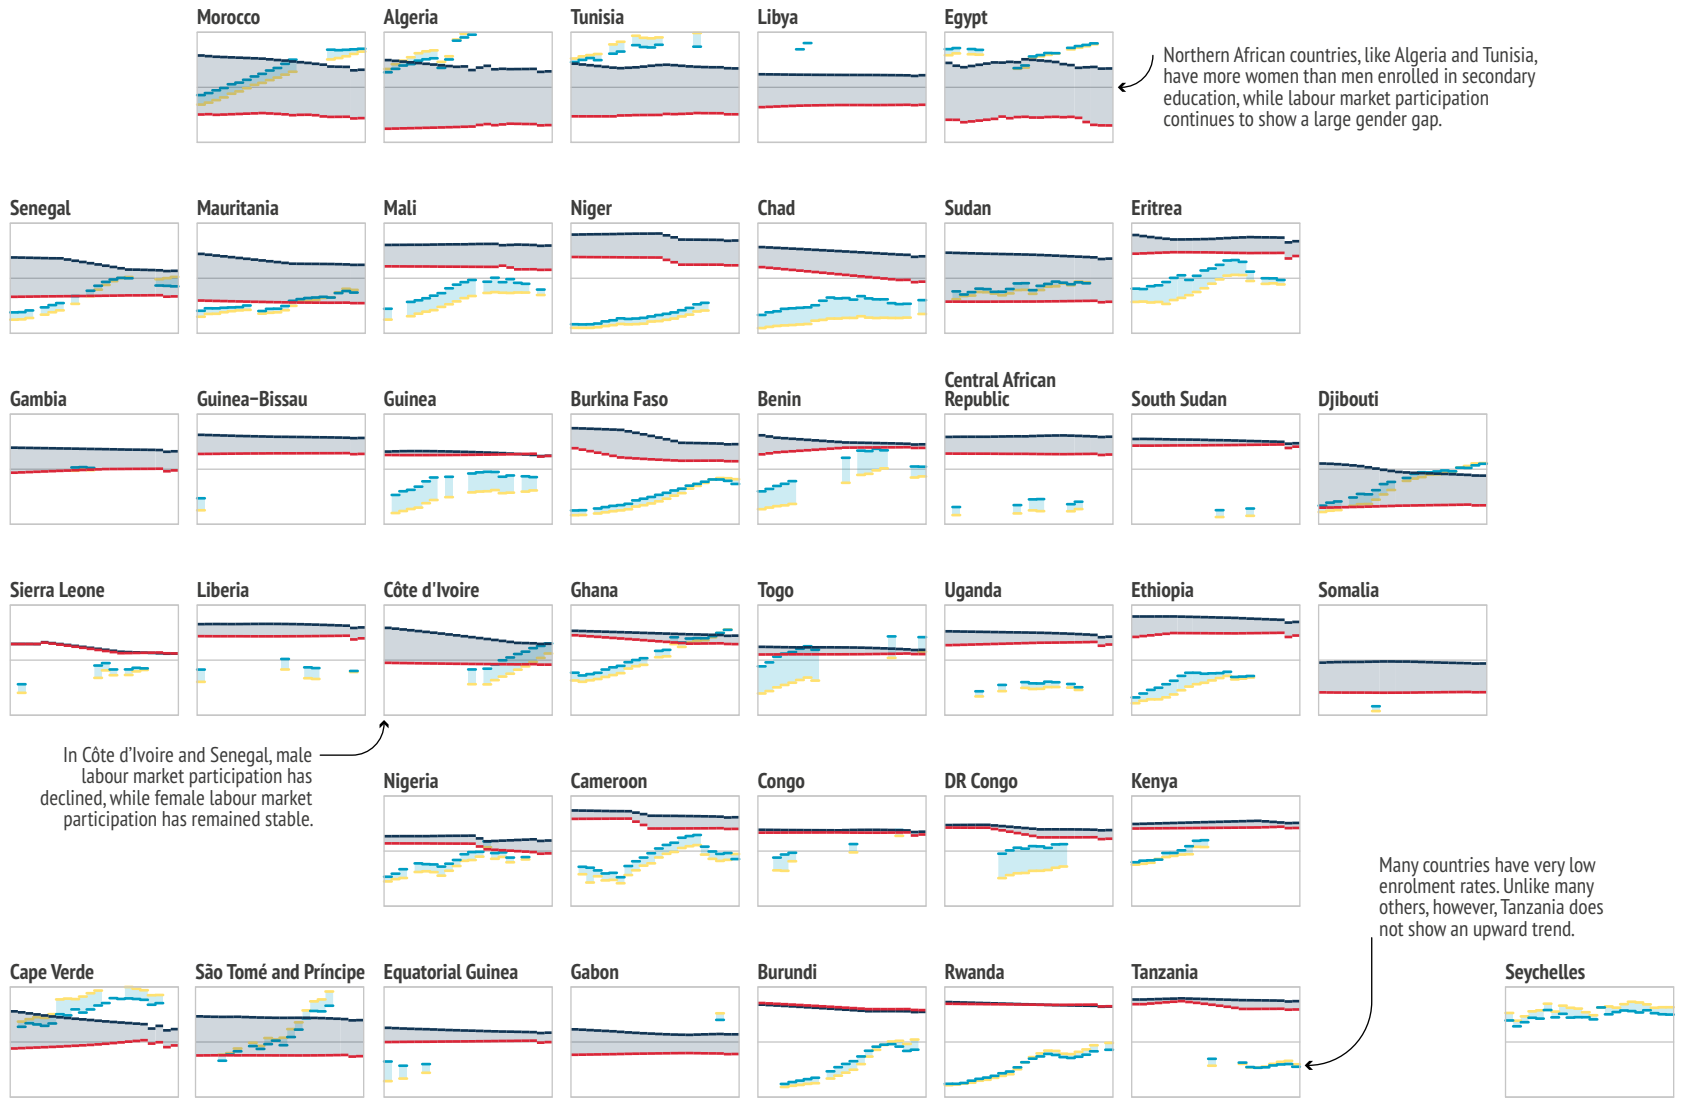 Morocco
Algeria
Tunisia
Libya
Egypt
Northern African countries, like Algeria and Tunisia,
have more women than men enrolled in secondary
education, while labour market participation
continues to show a large gender gap.
Senegal
Mauritania
Mali
Niger
Chad
Sudan
Eritrea
Gambia
Guinea–Bissau
Guinea
Burkina Faso
Benin
Central African
Republic
South Sudan
Djibouti
Sierra Leone
Liberia
Côte d'Ivoire
Ghana
Togo
Uganda
Ethiopia
Somalia
In Côte d’Ivoire and Senegal, male
labour market participation has
declined, while female labour market
participation has remained stable.
Nigeria
Cameroon
Congo
DR Congo
Kenya
Many countries have very low
enrolment rates. Unlike many
others, however, Tanzania does
not show an upward trend.
Cape Verde
São Tomé and Príncipe
Equatorial Guinea
Gabon
Burundi
Rwanda
Tanzania
Seychelles